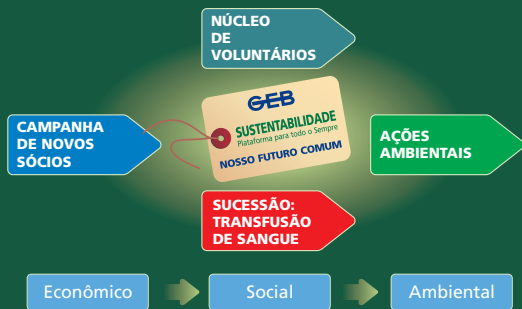 NÚCLEO
DE
VOLUNTÁRIOS
GEB
SUSTENTABILIDADE
Plataforma para todo o Sempre
NOSSO FUTURO COMUM
CAMPANHA
DE NOVOS
SÓCIOS
AÇÕES
AMBIENTAIS
SUCESSÃO:
TRANSFUSÃO
DE SANGUE
Econômico
Social
Ambiental